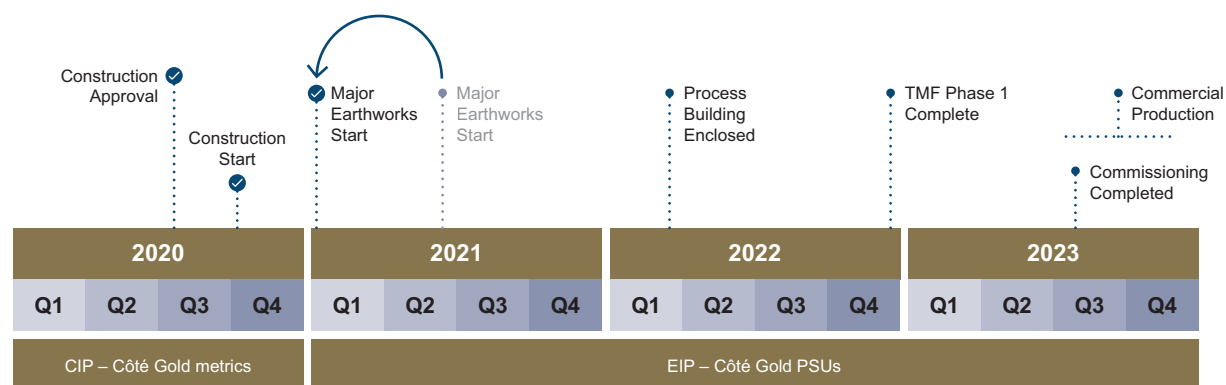 Construction
Approval
Construction
Start
Major
Earthworks
Start
Major
Earthworks
Start
Process
Building
Enclosed
TMF Phase 1
Complete
Commercial
Production
Commissioning
Completed
2020
2021
2022
2023
Q1 Q2 Q3 Q4
Q1 Q2 Q3 Q4
Q1 Q2 Q3 Q4
Q1 Q2 Q3 Q4
CIP – Côté Gold metrics
EIP – Côté Gold PSUs